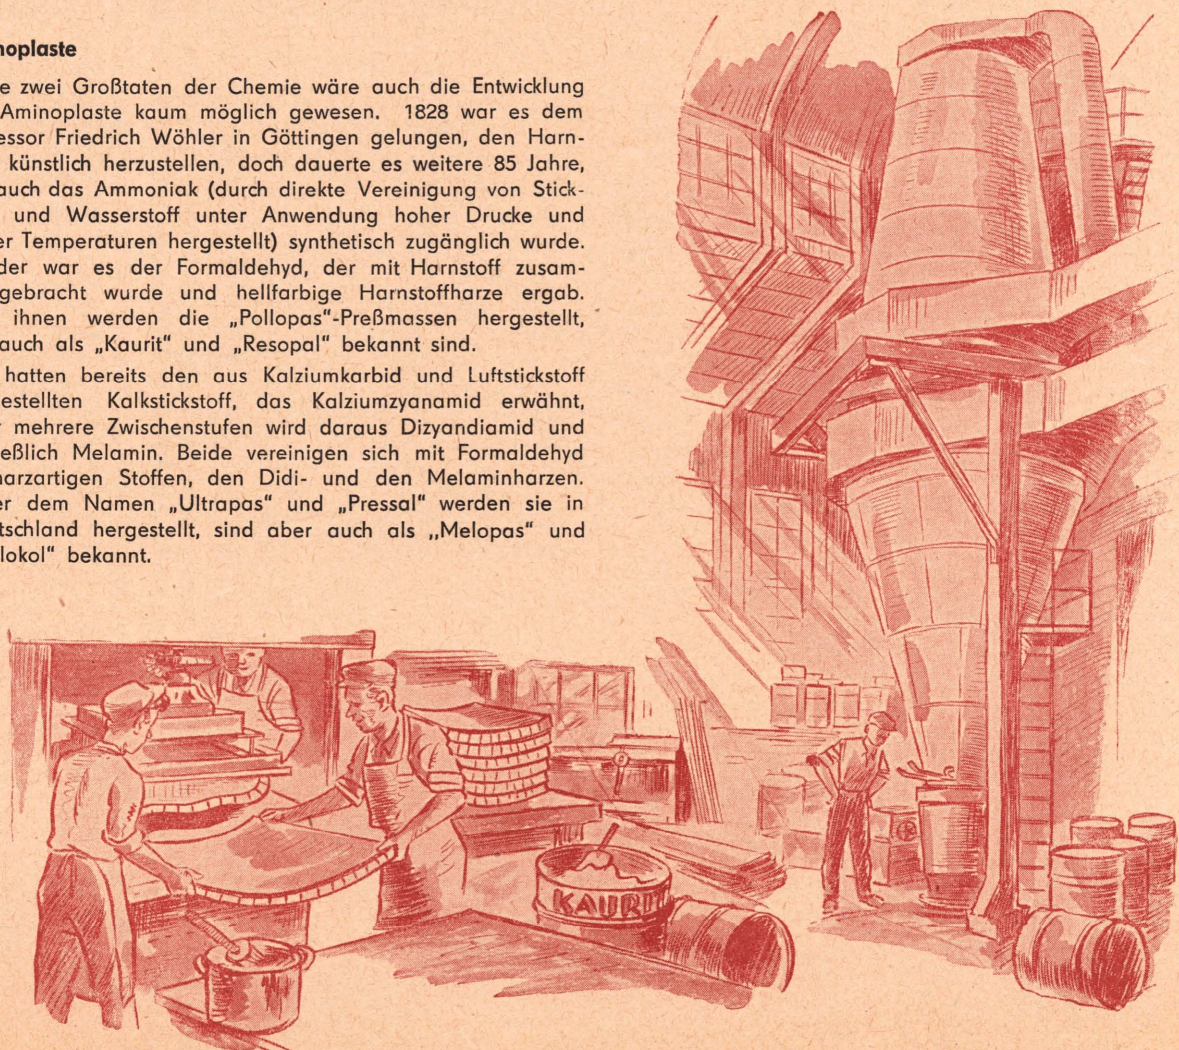 noplaste
e zwei Großtaten der Chemie wäre auch die Entwicklung
Aminoplaste kaum möglich gewesen. 1828 war es dem
essor Friedrich Wöhler in Göttingen gelungen, den Harn-
künstlich herzustellen, doch dauerte es weitere 85 Jahre,
auch das Ammoniak (durch direkte Vereinigung von Stick-
und Wasserstoff unter Anwendung hoher Drucke und
er Temperaturen hergestellt) synthetisch zugänglich wurde.
der war es der Formaldehyd, der mit Harnstoff zusam-
gebracht wurde und hellfarbige Harnstoffharze ergab.
ihnen werden die „Pollopas“-Preßmassen hergestellt,
auch als „Kaurit“ und „Resopal“ bekannt sind.
hatten bereits den aus Kalziumkarbid und Luftstickstoff
estellten Kalkstickstoff, das Kalziumzyanamid erwähnt,
r mehrere Zwischenstufen wird daraus Dizyandiamid und
eßlich Melamin. Beide vereinigen sich mit Formaldehyd
harzartigen Stoffen, den Didi- und den Melaminharzen.
er dem Namen „Ultrapas“ und „Pressal“ werden sie in
tschland hergestellt, sind aber auch als „Melopas“ und
lokol“ bekannt.
KAURIT